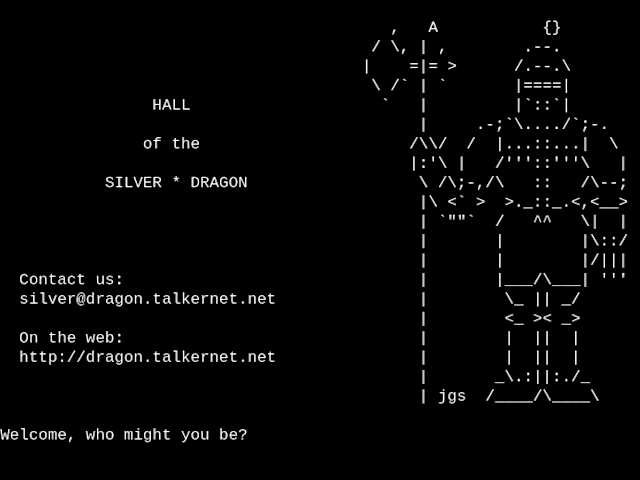 HALL
of the
SILVER * DRAGON
Contact us:
silver@dragon.talkernet.net
On the web:
http://dragon.talkernet.net
jgs
Welcome, who might you be?